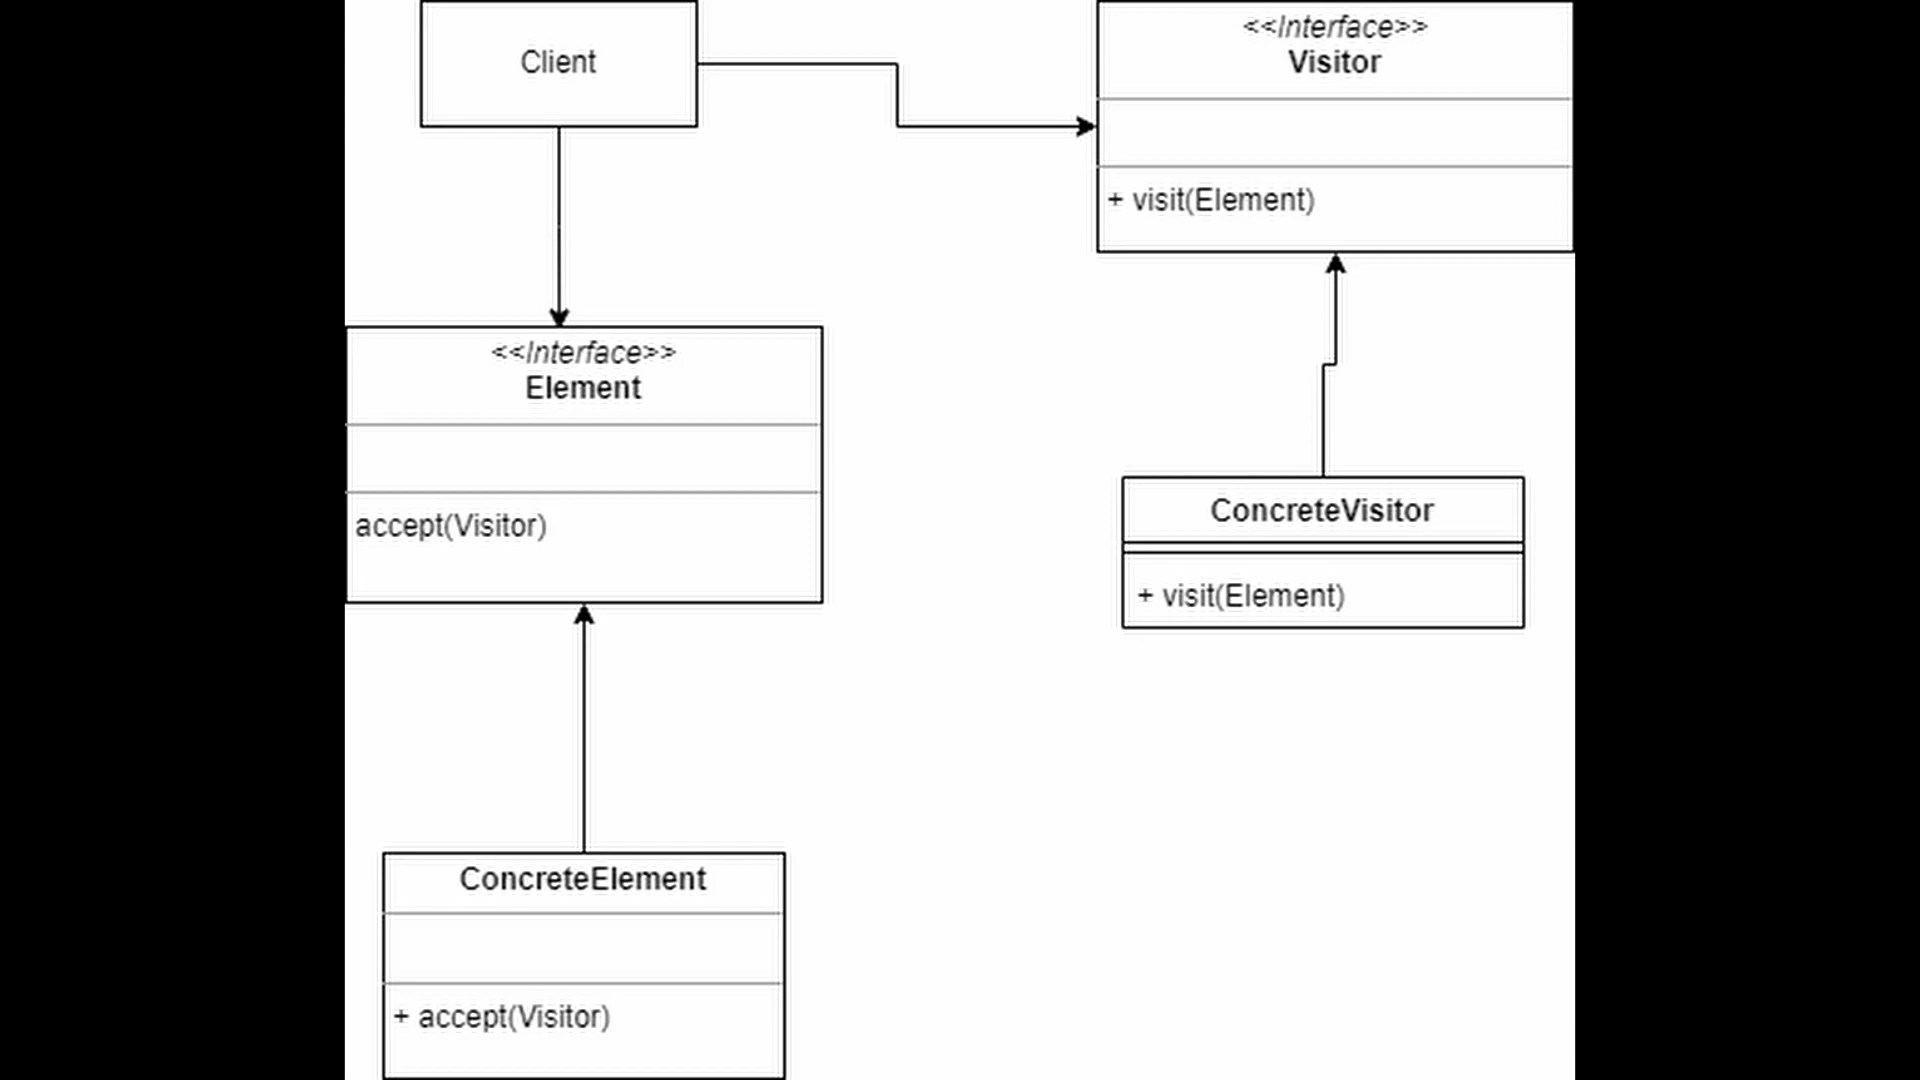 Client
<<Interface>>
Visitor
+ visit(Element)
<<Interface>>
Element
accept(Visitor)
ConcreteVisitor
+ visit(Element)
ConcreteElement
+ accept(Visitor)